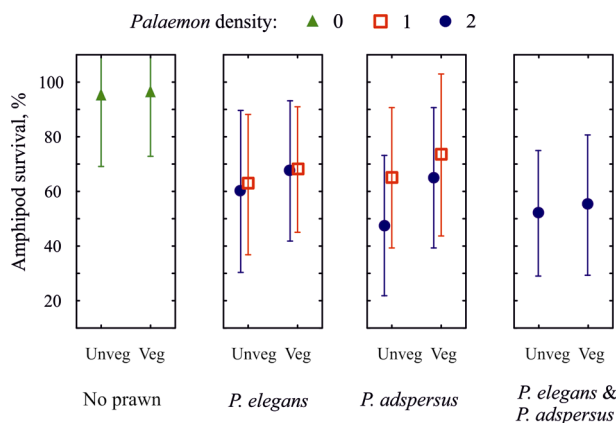 Palaemon density: 0 1 2
Amphipod survival, %
100
80
60
40
20
Unveg Veg Unveg Veg Unveg Veg Unveg Veg
No prawn P. elegans P. adspersus P. elegans &
P. adspersus